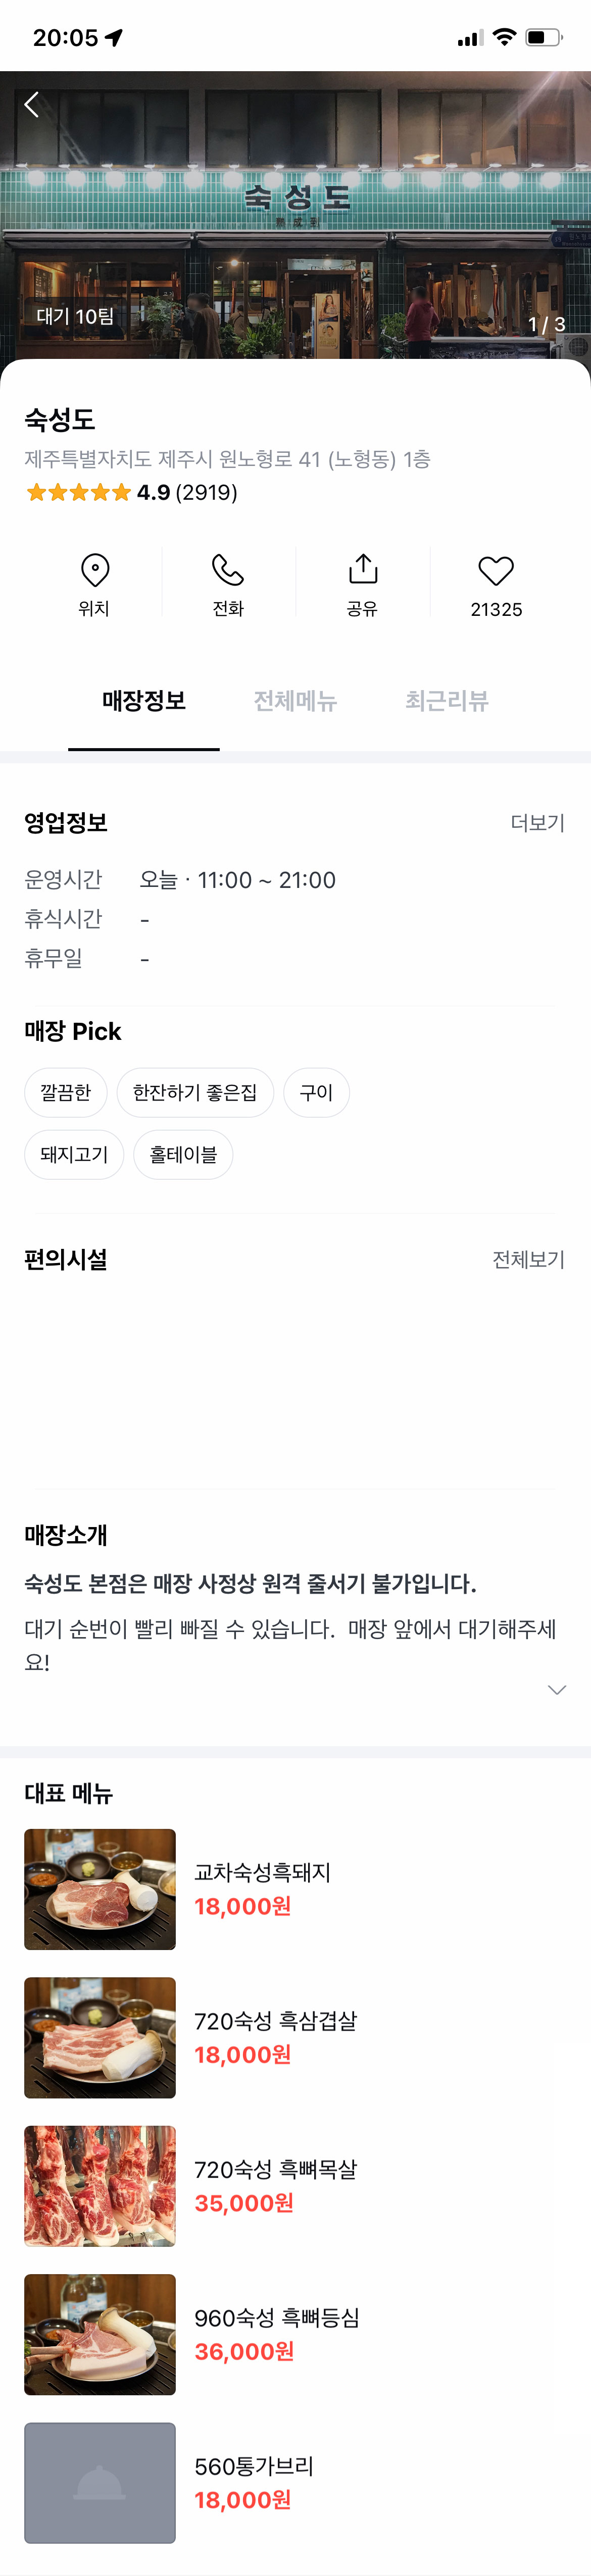 20:05
숙성도
熟成到
대기 10팀
1 / 3
숙성도
제주특별자치도 제주시 원노형로 41 (노형동) 1층
4.9 (2919)
위치
전화
공유
21325
매장정보
전체메뉴
최근리뷰
영업정보
더보기
운영시간 오늘 · 11:00 ~ 21:00
휴식시간 -
휴무일 -
매장 Pick
깔끔한
한잔하기 좋은집
구이
돼지고기
홀테이블
편의시설
전체보기
매장소개
숙성도 본점은 매장 사정상 원격 줄서기 불가입니다.
대기 순번이 빨리 빠질 수 있습니다. 매장 앞에서 대기해주세
요!
대표 메뉴
교차숙성흑돼지
18,000원
720숙성 흑삼겹살
18,000원
720숙성 흑뼈목살
35,000원
960숙성 흑뼈등심
36,000원
560통가브리
18,000원